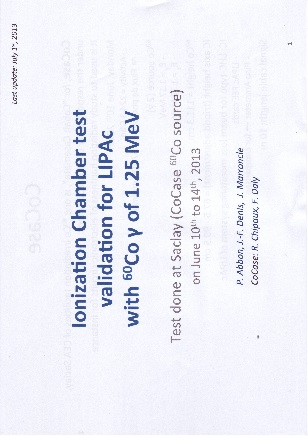 Last update: July 1st, 2013
Ionization Chamber test
validation for LIPAc
with 60Co γ of 1.25 MeV
Test done at Saclay (CoCase 60Co source)
on June 10th to 14th, 2013
P. Abbon, J.-F. Denis, J. Marroncle
CoCase: R. Chipaux, F. Daly
1